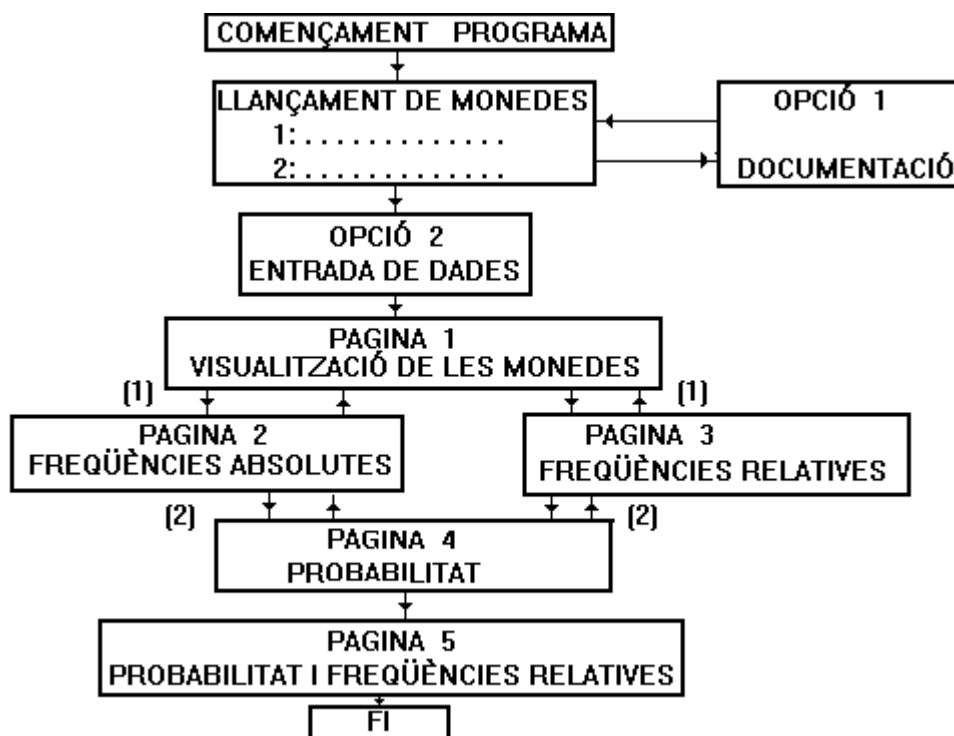 COMENÇAMENT PROGRAMA
LLANÇAMENT DE MONEDES
1: . . . . . . . . . . . . .
2: . . . . . . . . . . . . .
OPCIÓ 1
DOCUMENTACIÓ
OPCIÓ 2
ENTRADA DE DADES
PAGINA 1
VISUALITZACIÓ DE LES MONEDES
(1)
(1)
PAGINA 2
FREQÜÈNCIES ABSOLUTES
PAGINA 3
FREQÜÈNCIES RELATIVES
(2)
(2)
PAGINA 4
PROBABILITAT
PAGINA 5
PROBABILITAT I FREQÜÈNCIES RELATIVES
FI